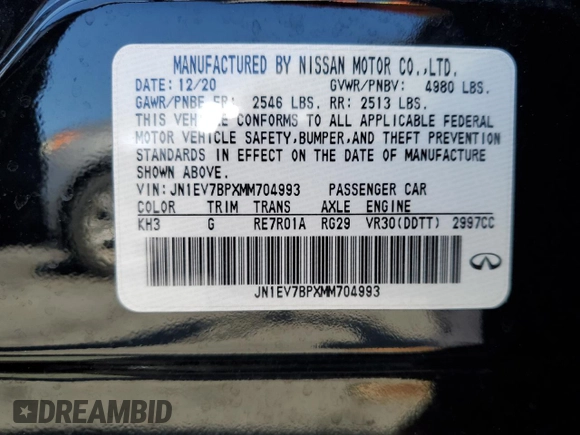 MANUFACTURED BY NISSAN MOTOR CO.,LTD.
DATE: 12/20 GVWR/PNBV: 4980 LBS.
GAWR/PNBE FR: 2546 LBS. RR: 2513 LBS.
THIS VEHICLE CONFORMS TO ALL APPLICABLE FEDERAL
MOTOR VEHICLE SAFETY,BUMPER,AND THEFT PREVENTION
STANDARDS IN EFFECT ON THE DATE OF MANUFACTURE
SHOWN ABOVE.
VIN: JN1EV7BPXMM704993 PASSENGER CAR
COLOR TRIM TRANS AXLE ENGINE
KH3 G RE7R01A RG29 VR30(DDTT) 2997CC
JN1EV7BPXMM704993
DREAMBID